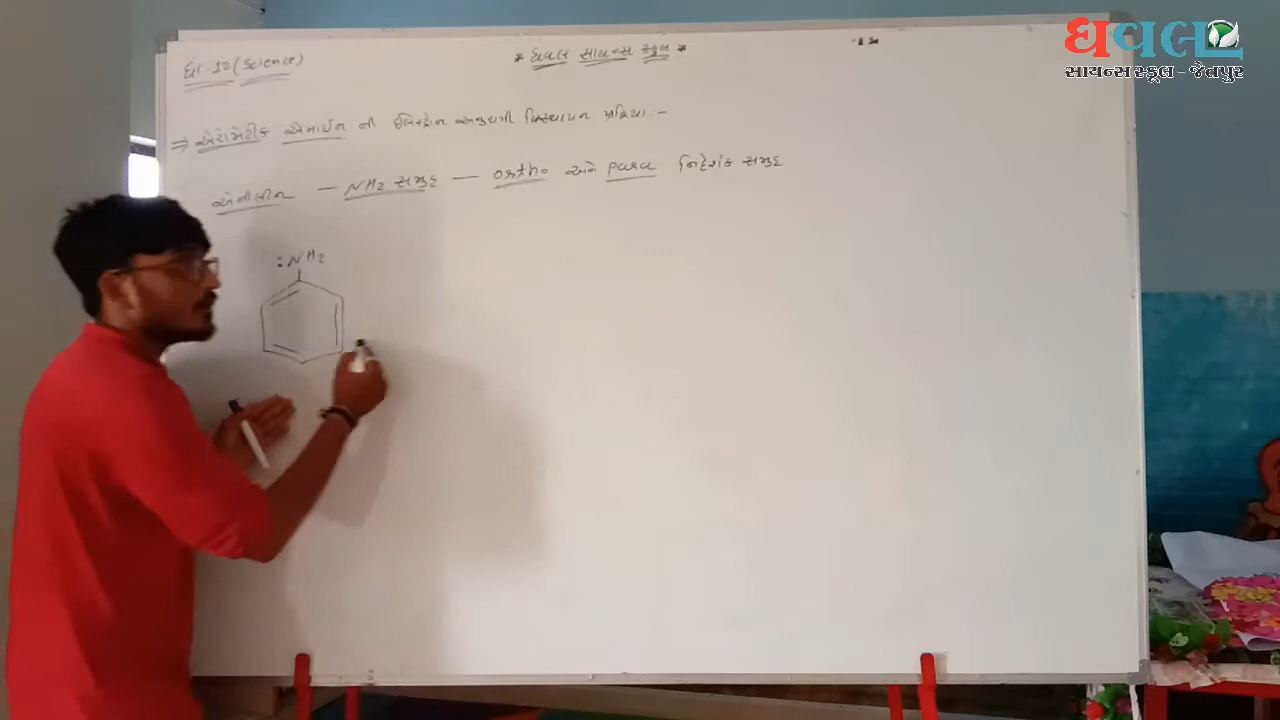 ધવલ
સાયન્સ સ્કૂલ - જેતપુર
ધો-12 (Science)
* ધવલ સાયન્સ સ્કૂલ *
⇒ એરોમેટીક એમાઈન ની ઈલેક્ટ્રોન અનુરાગી વિસ્થાપન પ્રક્રિયા:-
એનીલીન — NH2 સમુહ — ortho અને para નિર્દેશક સમુહ
:NH2